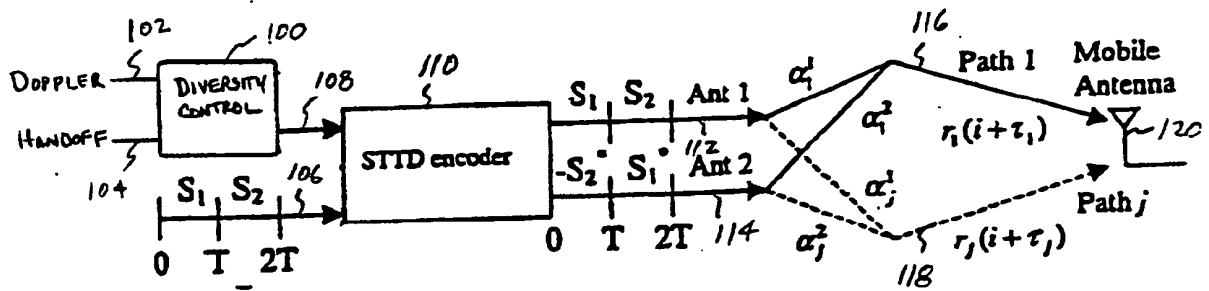 102
100
DOPPLER
DIVERSITY
CONTROL
108
HANDOFF
104
S₁ S₂ 106
0 T 2T
110
STTD encoder
S₁ S₂ Ant 1
112
-S₂* S₁* Ant 2
0 T 2T 114
α₁¹
α₁²
αⱼ¹
αⱼ²
116
Path 1
r₁(i + τ₁)
Mobile
Antenna
120
Path j
rⱼ(i + τⱼ)
118